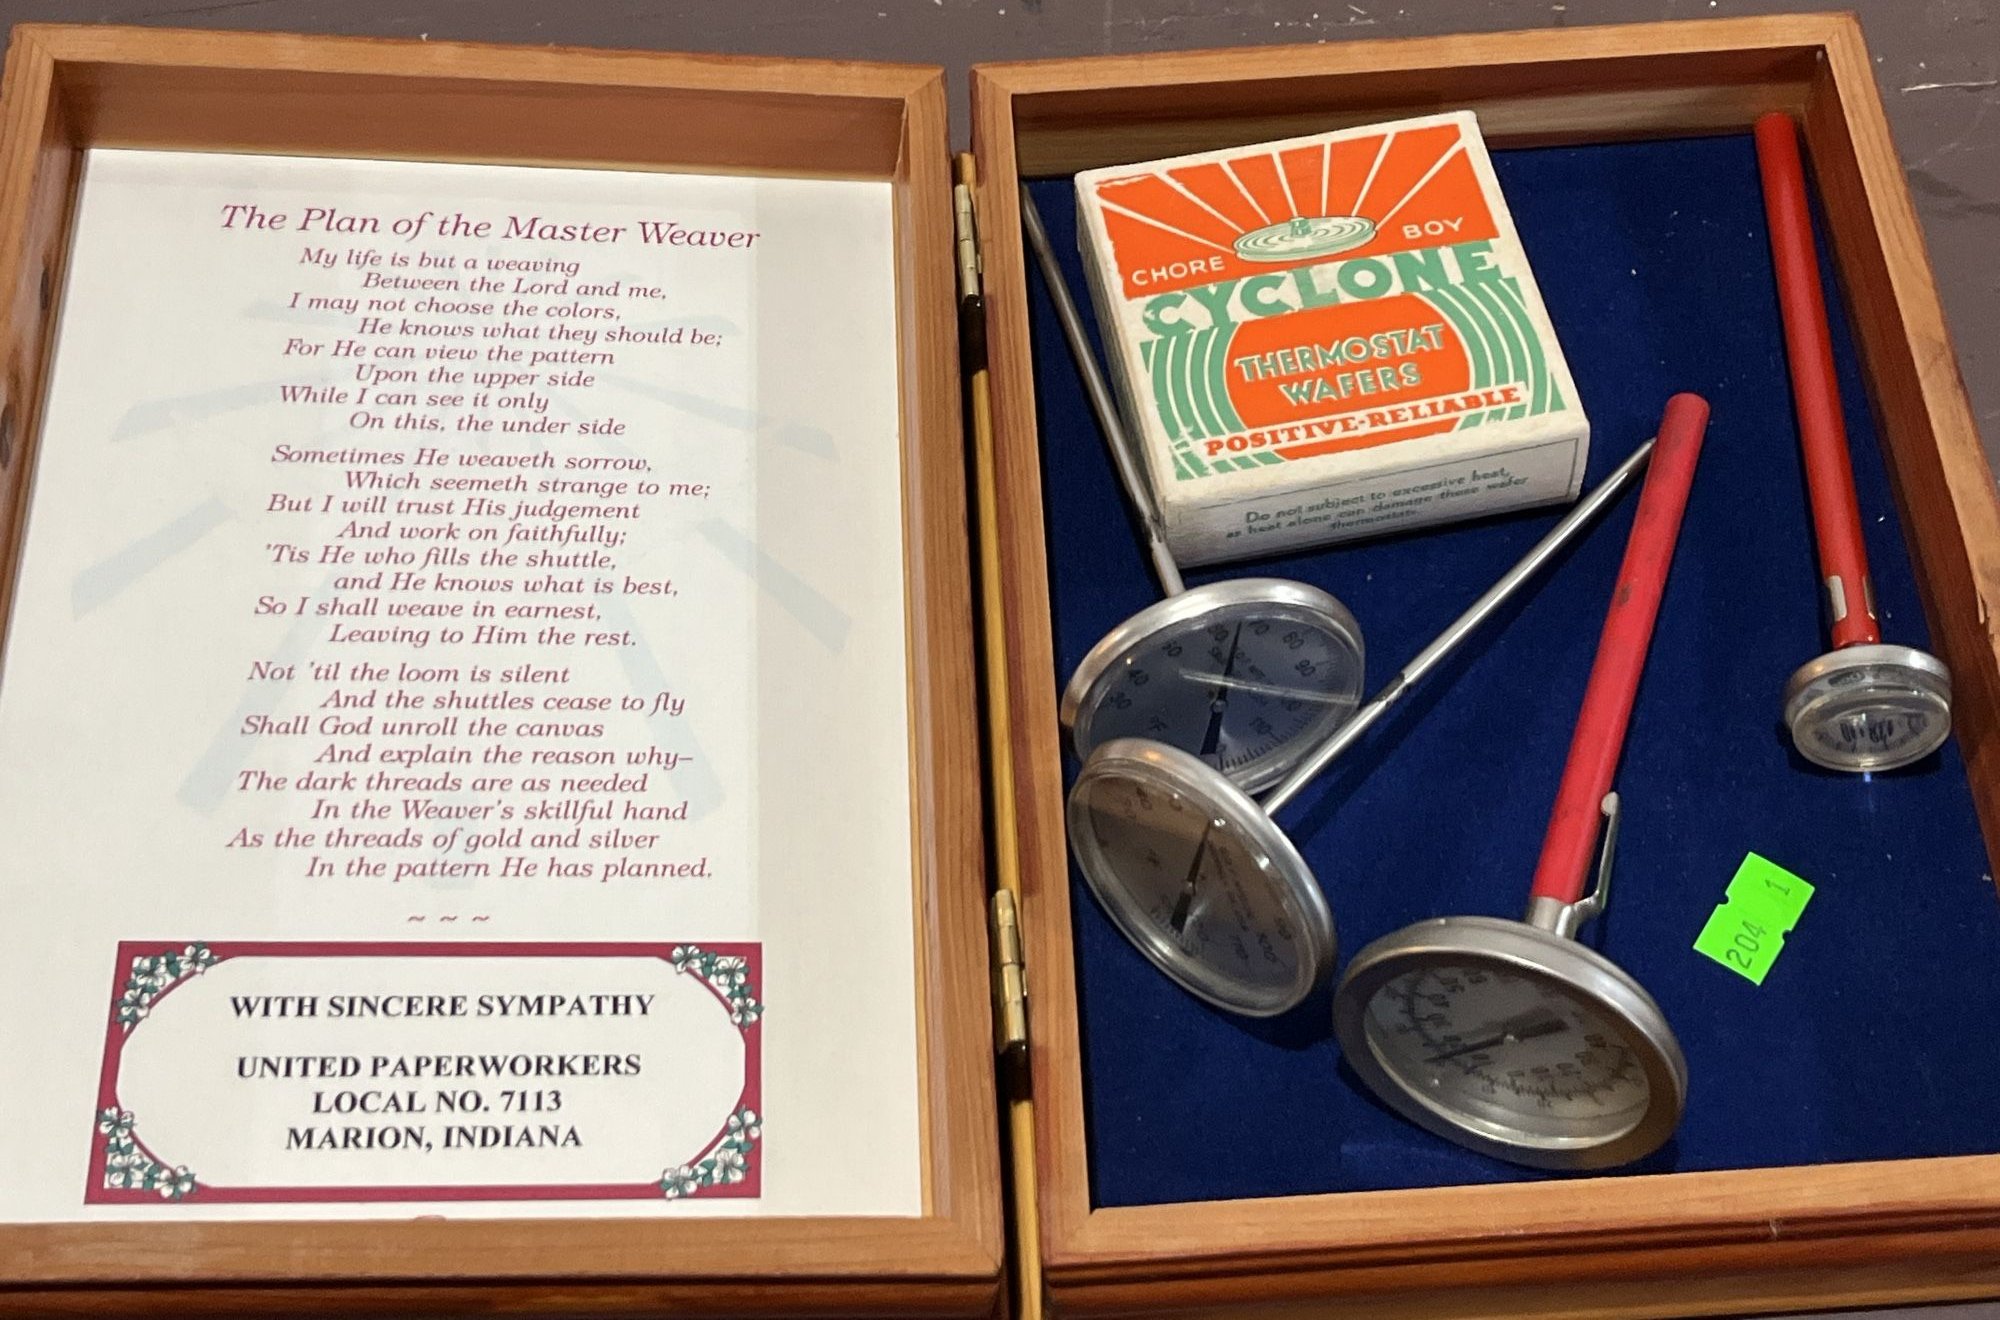 The Plan of the Master Weaver
My life is but a weaving
Between the Lord and me,
I may not choose the colors,
He knows what they should be;
For He can view the pattern
Upon the upper side
While I can see it only
On this, the under side
Sometimes He weaveth sorrow,
Which seemeth strange to me;
But I will trust His judgement
And work on faithfully;
'Tis He who fills the shuttle,
and He knows what is best,
So I shall weave in earnest,
Leaving to Him the rest.
Not 'til the loom is silent
And the shuttles cease to fly
Shall God unroll the canvas
And explain the reason why–
The dark threads are as needed
In the Weaver's skillful hand
As the threads of gold and silver
In the pattern He has planned.
~ ~ ~
WITH SINCERE SYMPATHY
UNITED PAPERWORKERS
LOCAL NO. 7113
MARION, INDIANA
CHORE BOY
CYCLONE
THERMOSTAT
WAFERS
POSITIVE-RELIABLE
Do not subject to excessive heat,
as heat alone can damage these wafer
thermostats.
30 40 70 80 90 110
°F
204 1